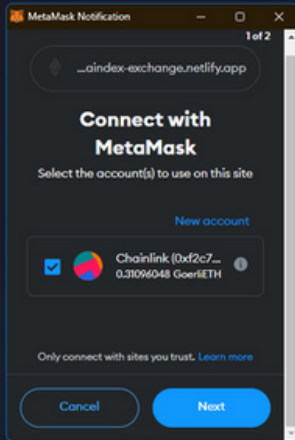 MetaMask Notification
1 of 2
...aindex-exchange.netlify.app
Connect with
MetaMask
Select the account(s) to use on this site
New account
Chainlink (0xf2c7...
0.31096048 GoerliETH
Only connect with sites you trust. Learn more
Cancel
Next